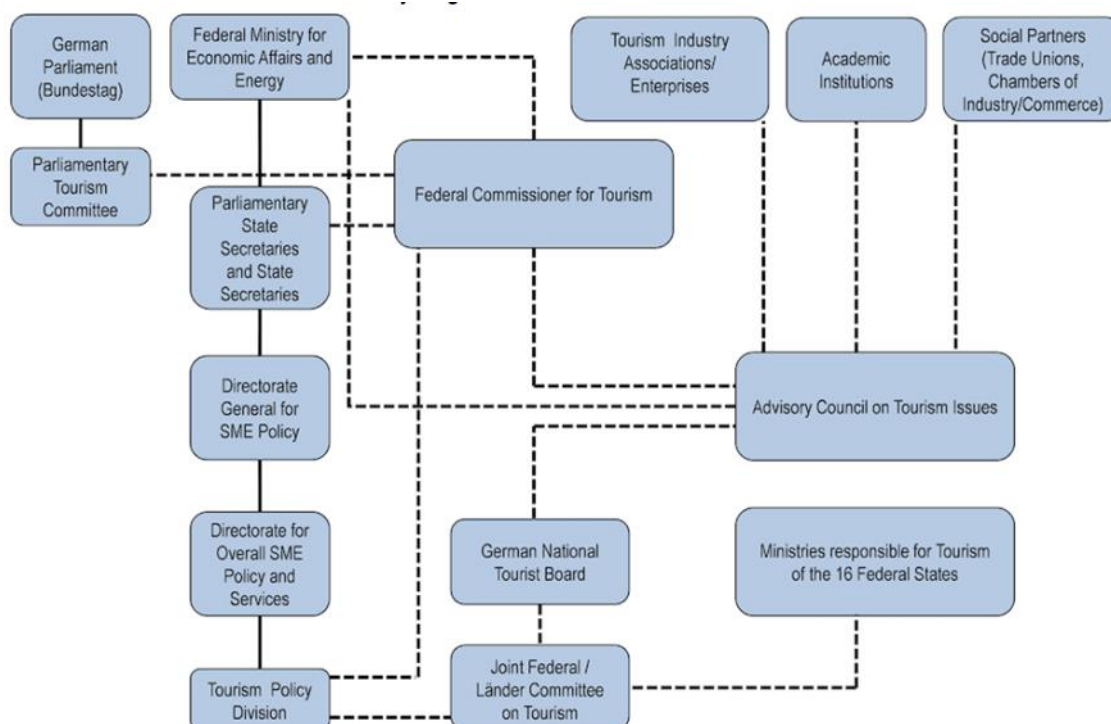 German
Parliament
(Bundestag)
Federal Ministry for
Economic Affairs and
Energy
Tourism Industry
Associations/
Enterprises
Academic
Institutions
Social Partners
(Trade Unions,
Chambers of
Industry/Commerce)
Parliamentary
Tourism
Committee
Federal Commissioner for Tourism
Parliamentary
State
Secretaries
and State
Secretaries
Directorate
General for
SME Policy
Advisory Council on Tourism Issues
Directorate for
Overall SME
Policy and
Services
German National
Tourist Board
Ministries responsible for Tourism
of the 16 Federal States
Tourism Policy
Division
Joint Federal /
Länder Committee
on Tourism